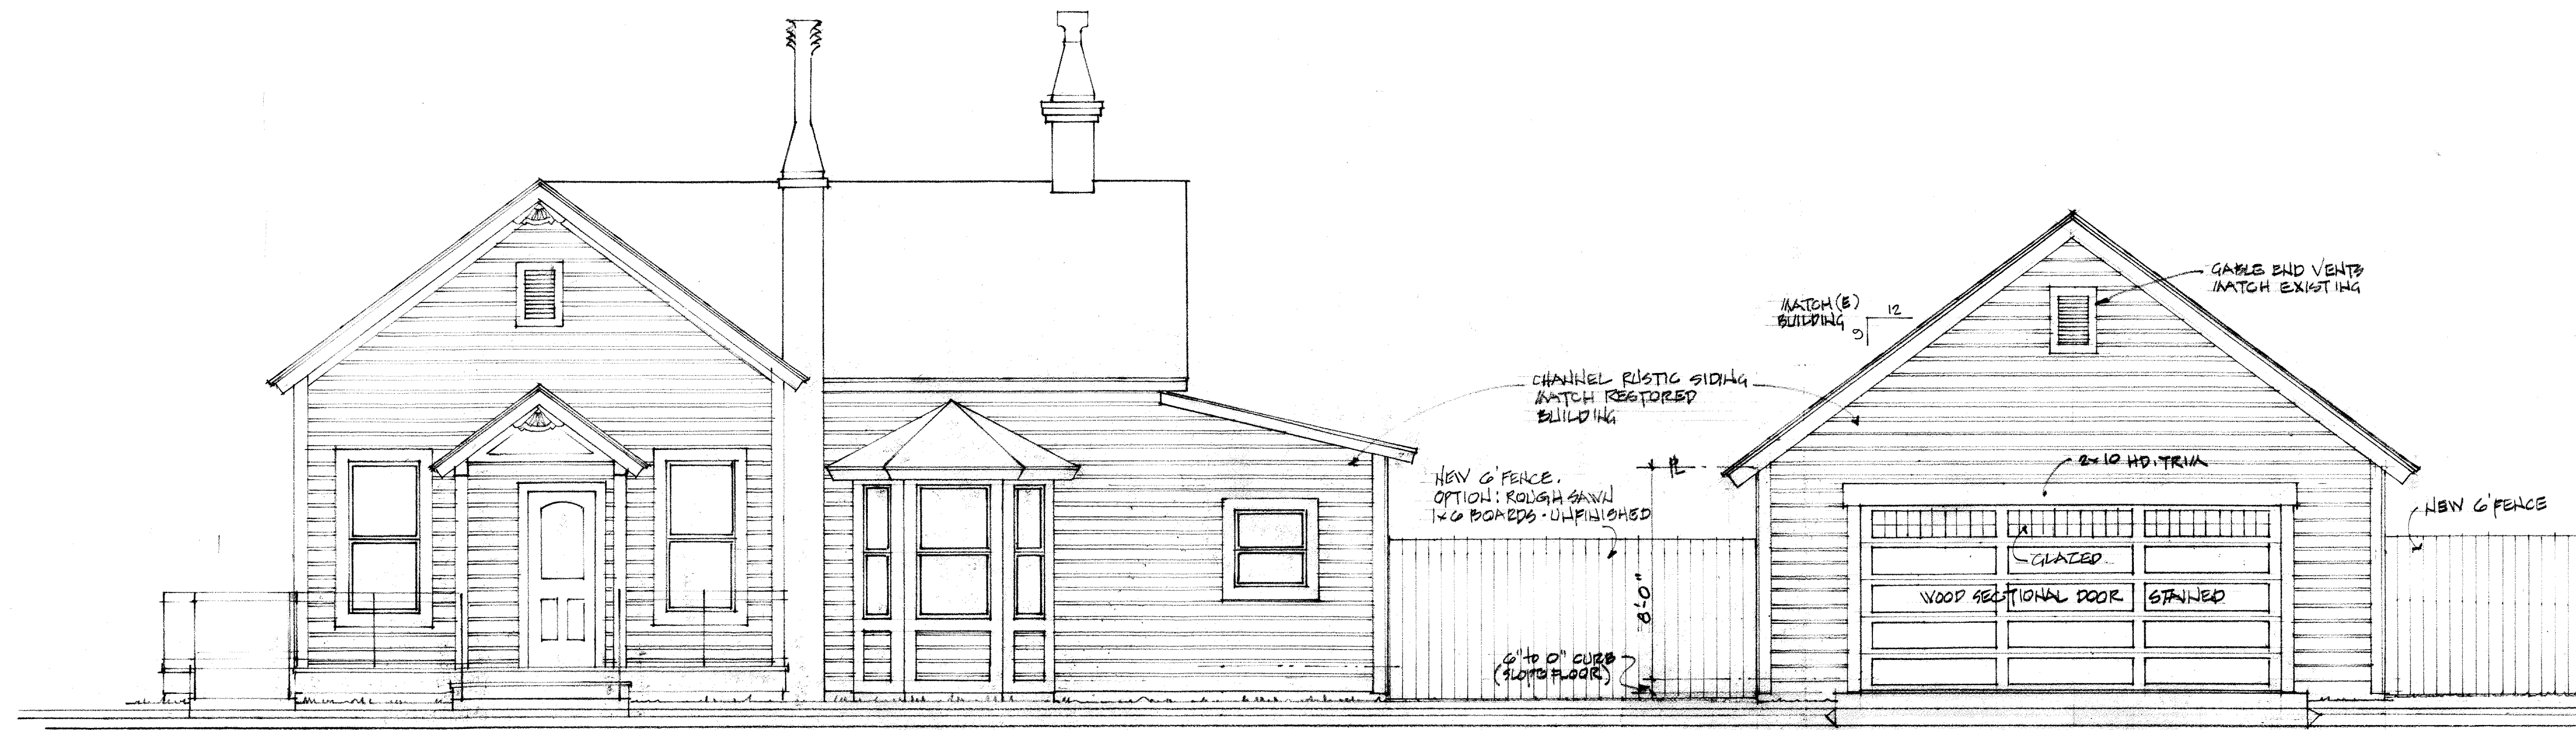 GABLE END VENTS
MATCH EXISTING
MATCH (E)
BUILDING
12
9
CHANNEL RUSTIC SIDING
MATCH RESTORED
BUILDING
2x10 HD. TRIM
NEW 6' FENCE.
OPTION: ROUGH SAWN
1x6 BOARDS - UNFINISHED
PL
NEW 6' FENCE
GLAZED
WOOD SECTIONAL DOOR STAINED
8'-0"
6" to 0" CURB
(SLOPE FLOOR)